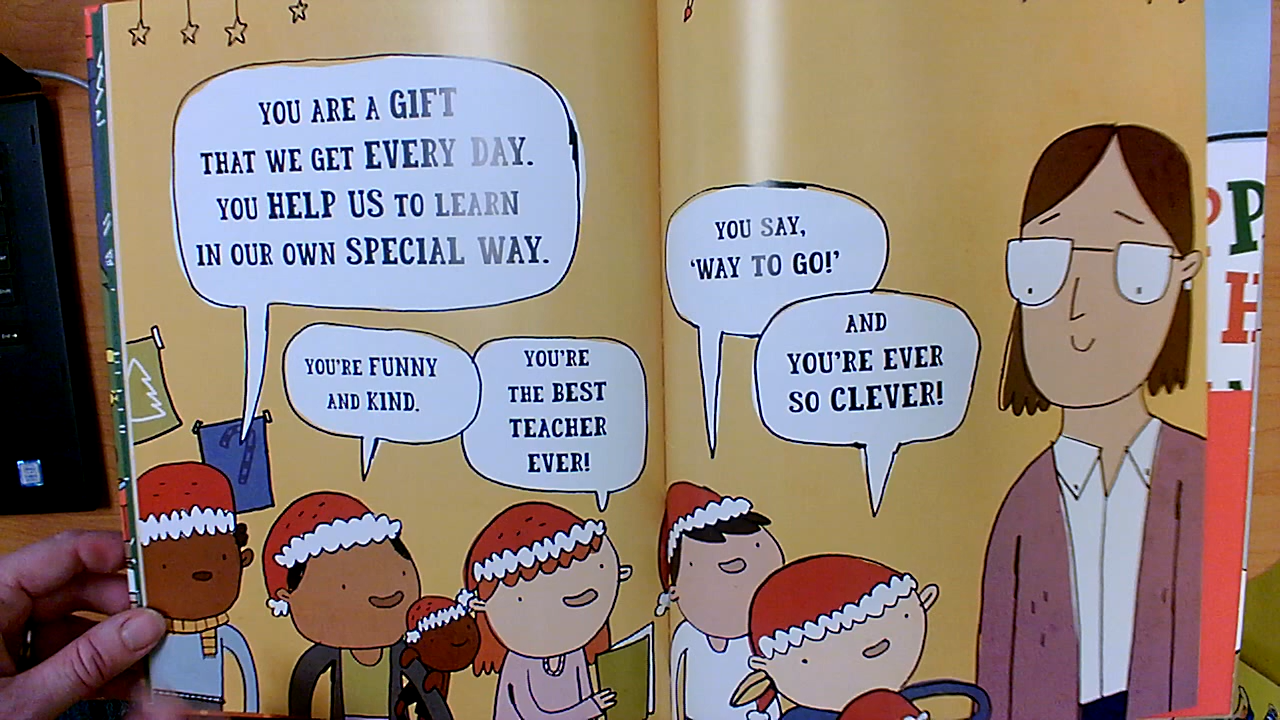 YOU ARE A GIFT
THAT WE GET EVERY DAY.
YOU HELP US TO LEARN
IN OUR OWN SPECIAL WAY.
YOU'RE FUNNY
AND KIND.
YOU'RE
THE BEST
TEACHER
EVER!
YOU SAY,
‘WAY TO GO!’
AND
YOU'RE EVER
SO CLEVER!